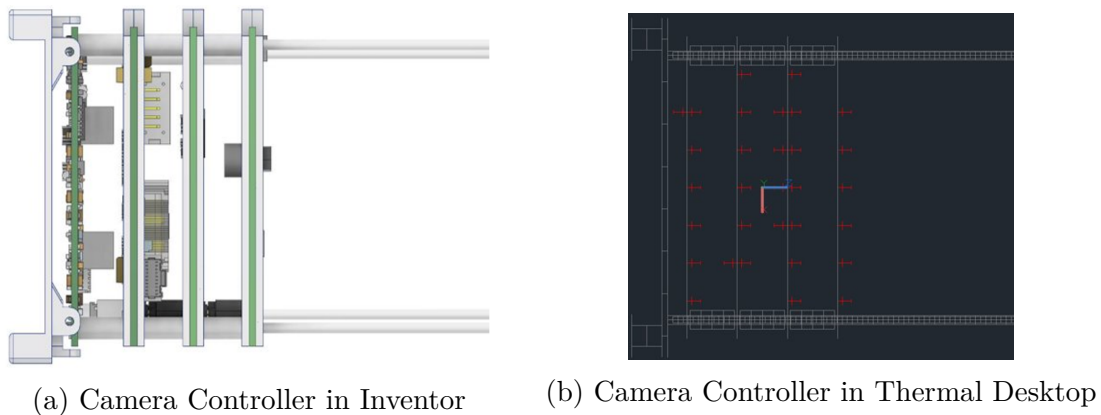 (a) Camera Controller in Inventor
(b) Camera Controller in Thermal Desktop